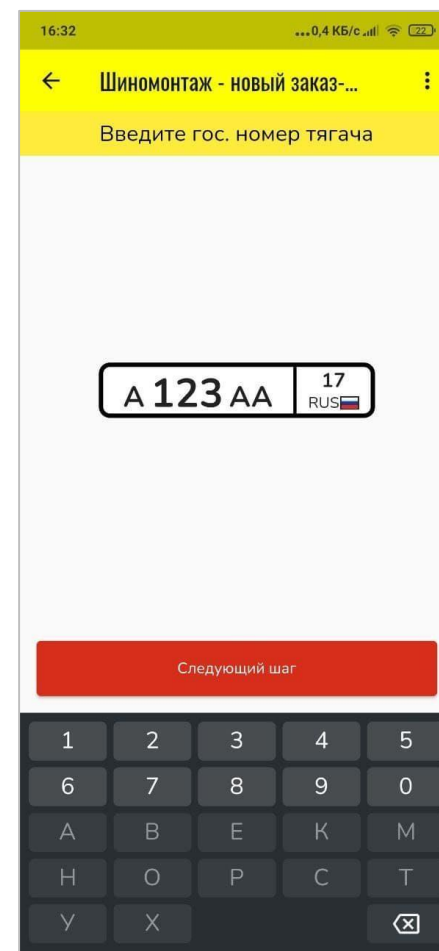 16:32 ...0,4 КБ/с 22
Шиномонтаж - новый заказ-...
Введите гос. номер тягача
А 123 АА 17
RUS
Следующий шаг
1 2 3 4 5
6 7 8 9 0
А В Е К М
Н О Р С Т
У Х